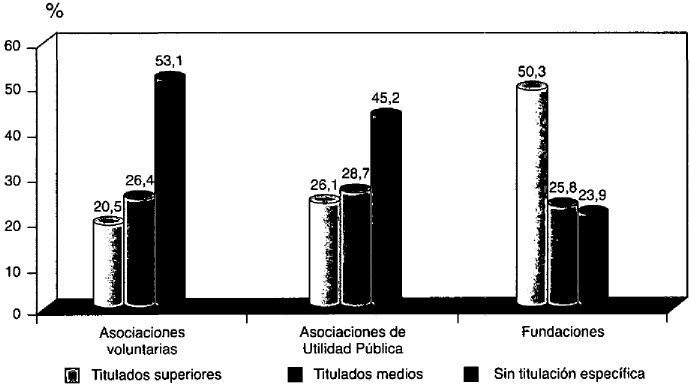 %
60
50
40
30
20
10
0
20,5
26,4
53,1
26,1
28,7
45,2
50,3
25,8
23,9
Asociaciones
voluntarias
Asociaciones de
Utilidad Pública
Fundaciones
Titulados superiores
Titulados medios
Sin titulación específica